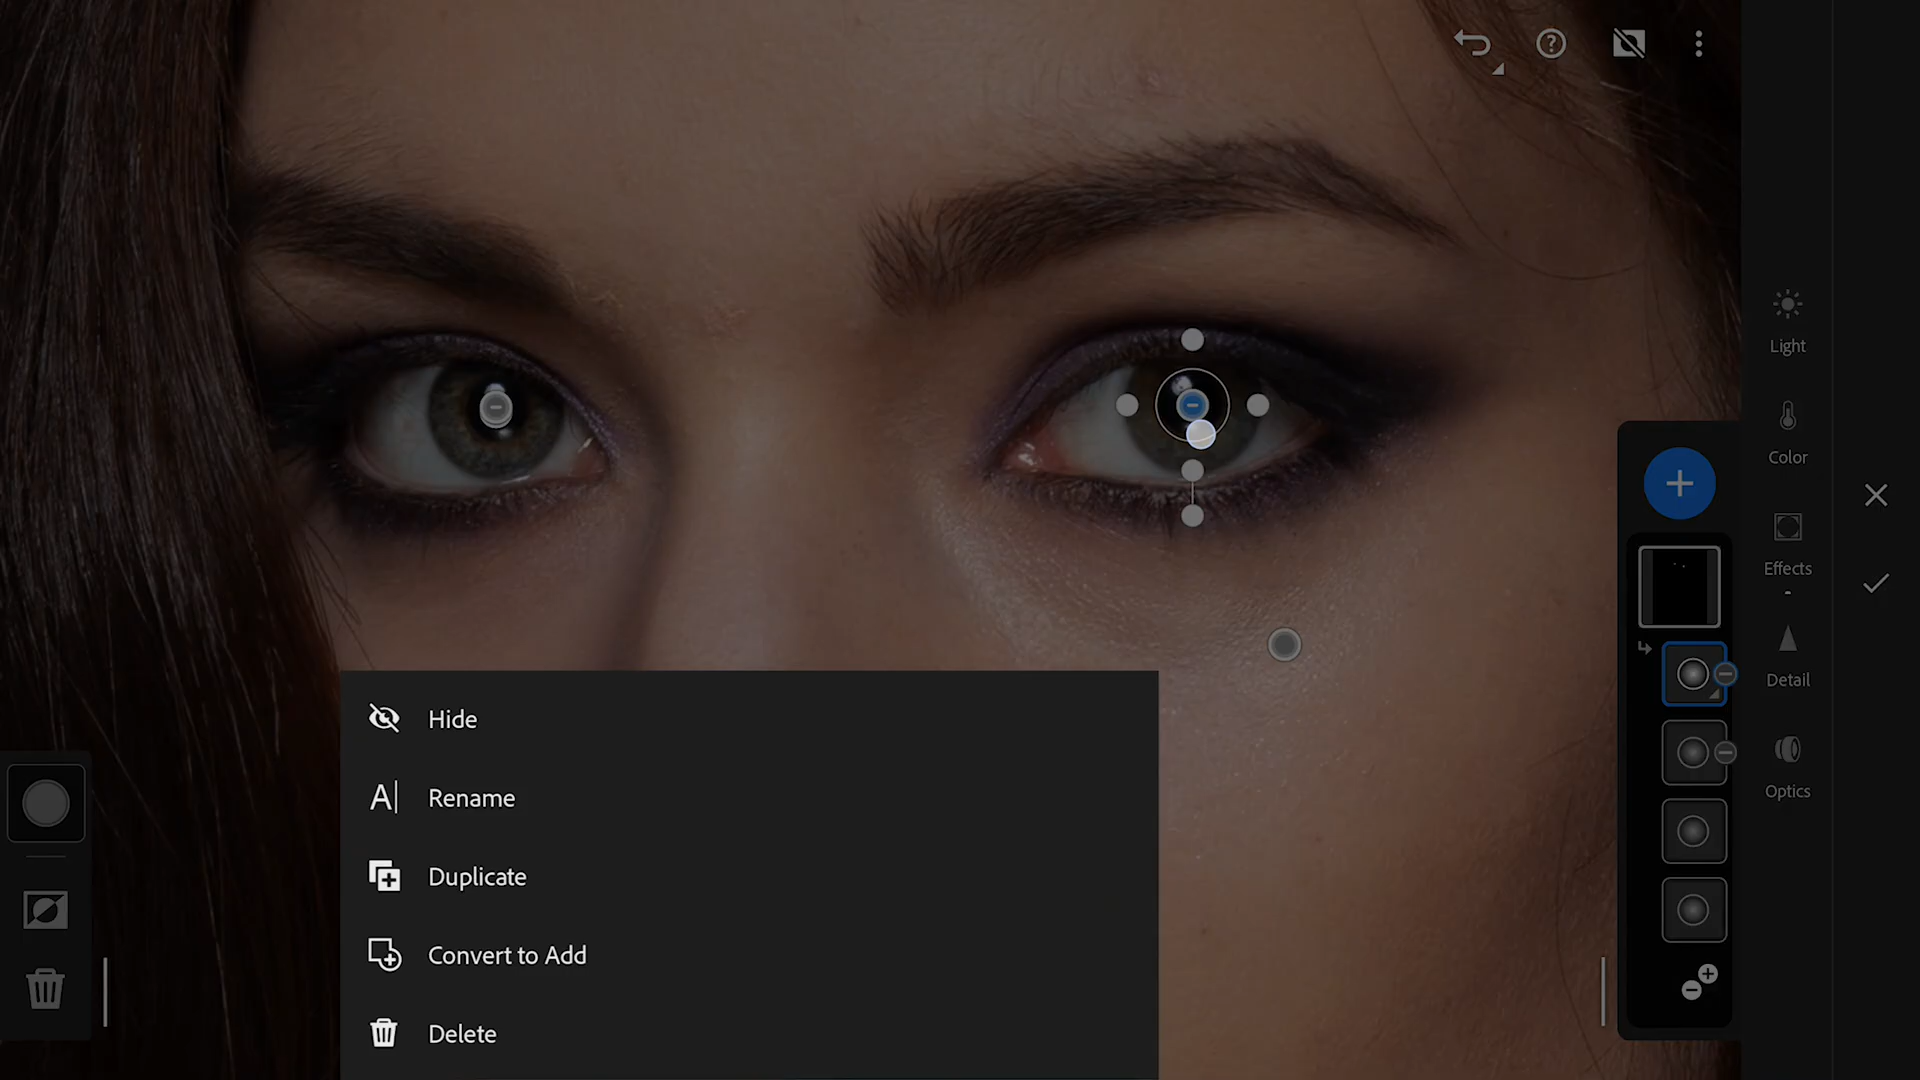 Light
Color
Effects
Detail
Optics
Hide
Rename
Duplicate
Convert to Add
Delete